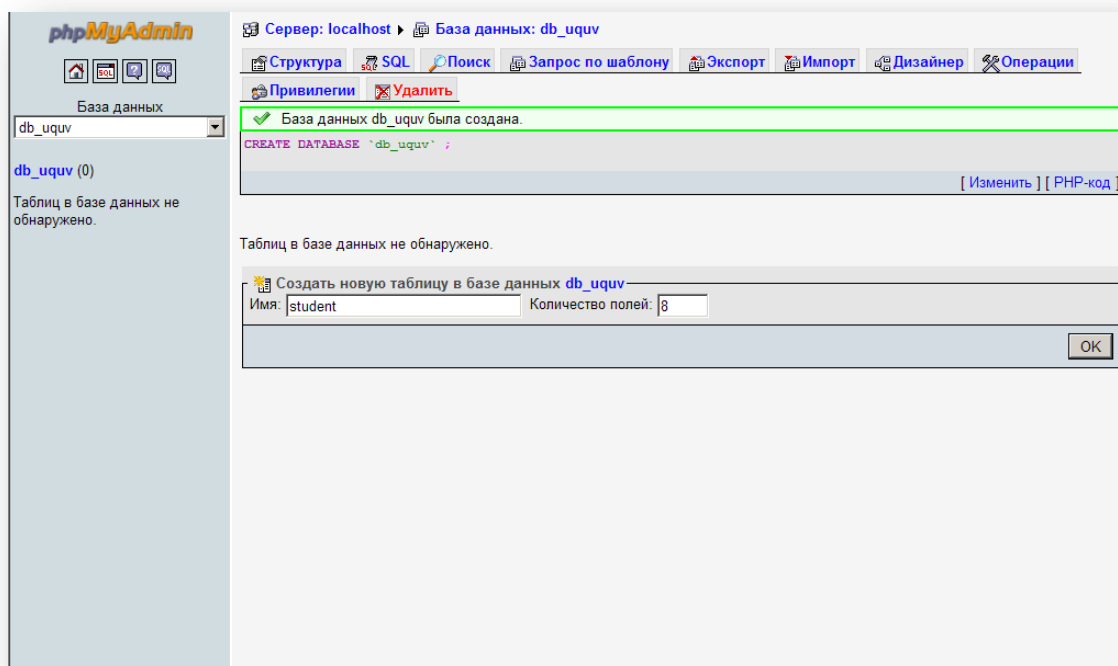 phpMyAdmin
SQL
База данных
db_uquv
db_uquv (0)
Таблиц в базе данных не
обнаружено.
Сервер: localhost База данных: db_uquv
Структура SQL Поиск Запрос по шаблону Экспорт Импорт Дизайнер Операции
Привилегии Удалить
База данных db_uquv была создана.
CREATE DATABASE `db_uquv` ;
[ Изменить ] [ PHP-код ]
Таблиц в базе данных не обнаружено.
Создать новую таблицу в базе данных db_uquv
Имя: student Количество полей: 8
OK